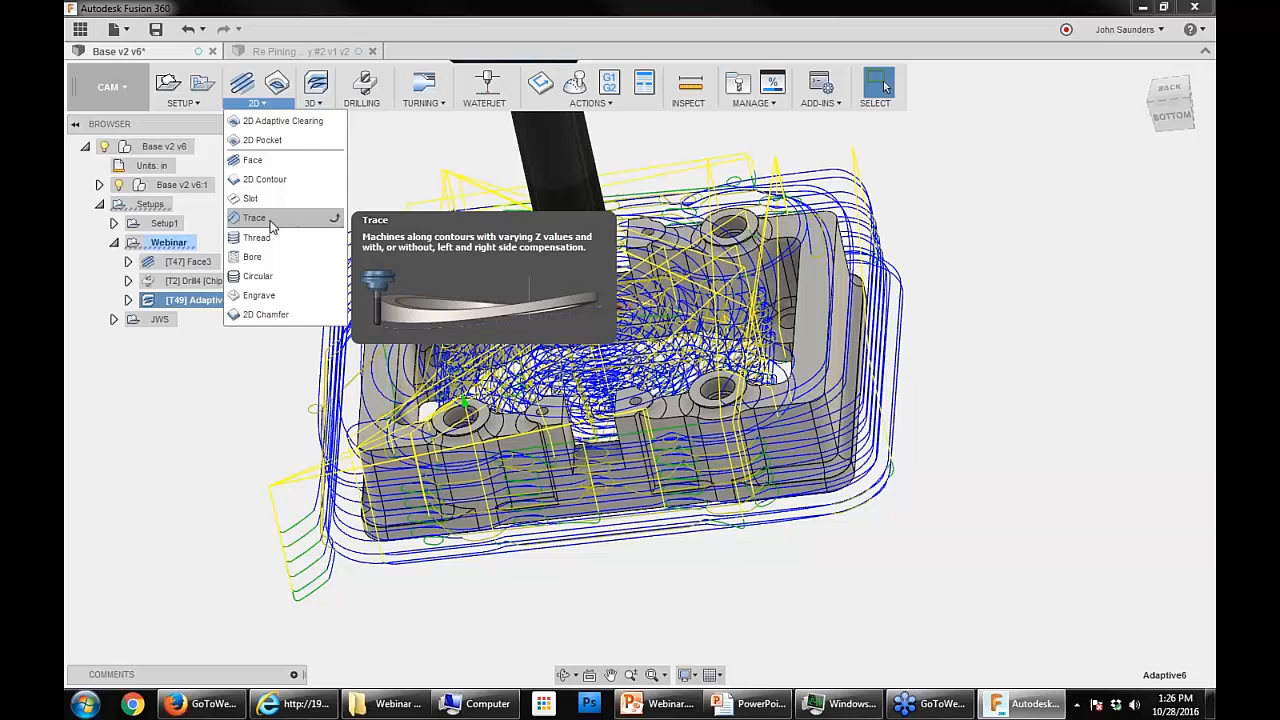 Autodesk Fusion 360
John Saunders
Base v2 v6*
Re Pining ... y #2 v1 v2
CAM
SETUP
2D
3D
DRILLING
TURNING
WATERJET
G1
G2
ACTIONS
INSPECT
%
MANAGE
ADD-INS
SELECT
BROWSER
BACK
BOTTOM
Base v2 v6
Units: in
Base v2 v6:1
Setups
Setup1
Webinar
[T47] Face3
[T2] Drill4 [Chip
[T49] Adaptiv
JWS
2D Adaptive Clearing
2D Pocket
Face
2D Contour
Slot
Trace
Thread
Bore
Circular
Engrave
2D Chamfer
Trace
Machines along contours with varying Z values and
with, or without, left and right side compensation.
COMMENTS
Adaptive6
GoToWe...
http://19...
Webinar ...
Computer
Ps
Webinar....
PowerPoi...
Windows...
GoToWe...
Autodesk...
1:26 PM
10/28/2016